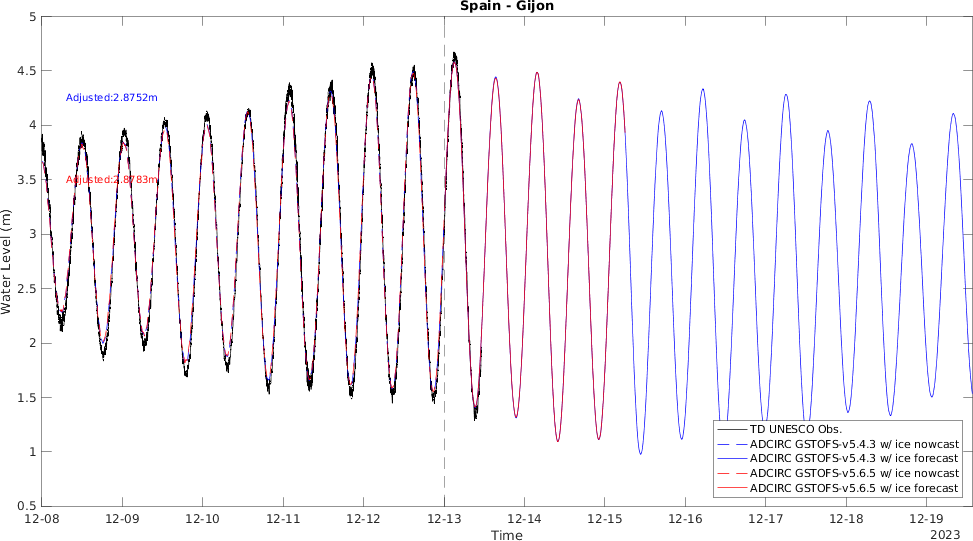 Spain - Gijon
5
4.5
4
3.5
3
2.5
2
1.5
1
0.5
Water Level (m)
Adjusted:2.8752m
Adjusted:2.8783m
TD UNESCO Obs.
ADCIRC GSTOFS-v5.4.3 w/ ice nowcast
ADCIRC GSTOFS-v5.4.3 w/ ice forecast
ADCIRC GSTOFS-v5.6.5 w/ ice nowcast
ADCIRC GSTOFS-v5.6.5 w/ ice forecast
12-08 12-09 12-10 12-11 12-12 12-13 12-14 12-15 12-16 12-17 12-18 12-19
Time
2023